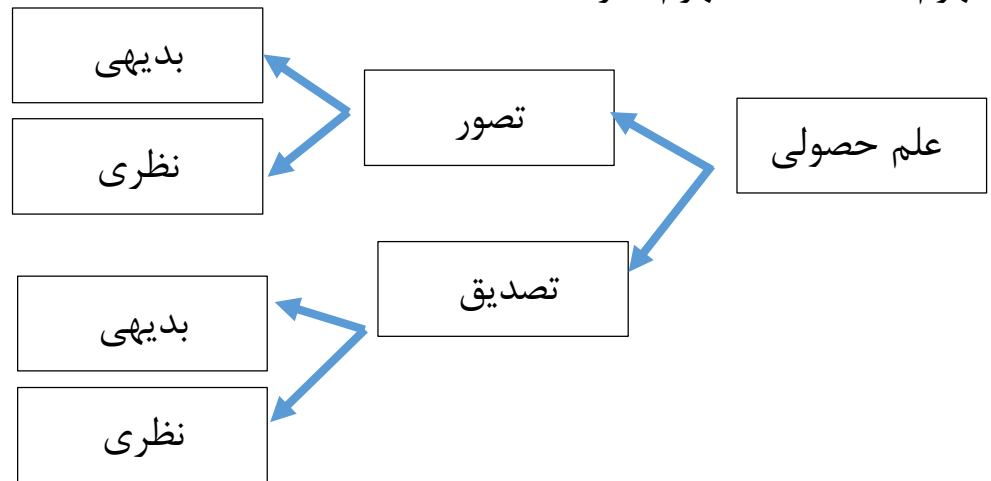 علم حصولی
تصور
بدیهی
نظری
تصدیق
بدیهی
نظری